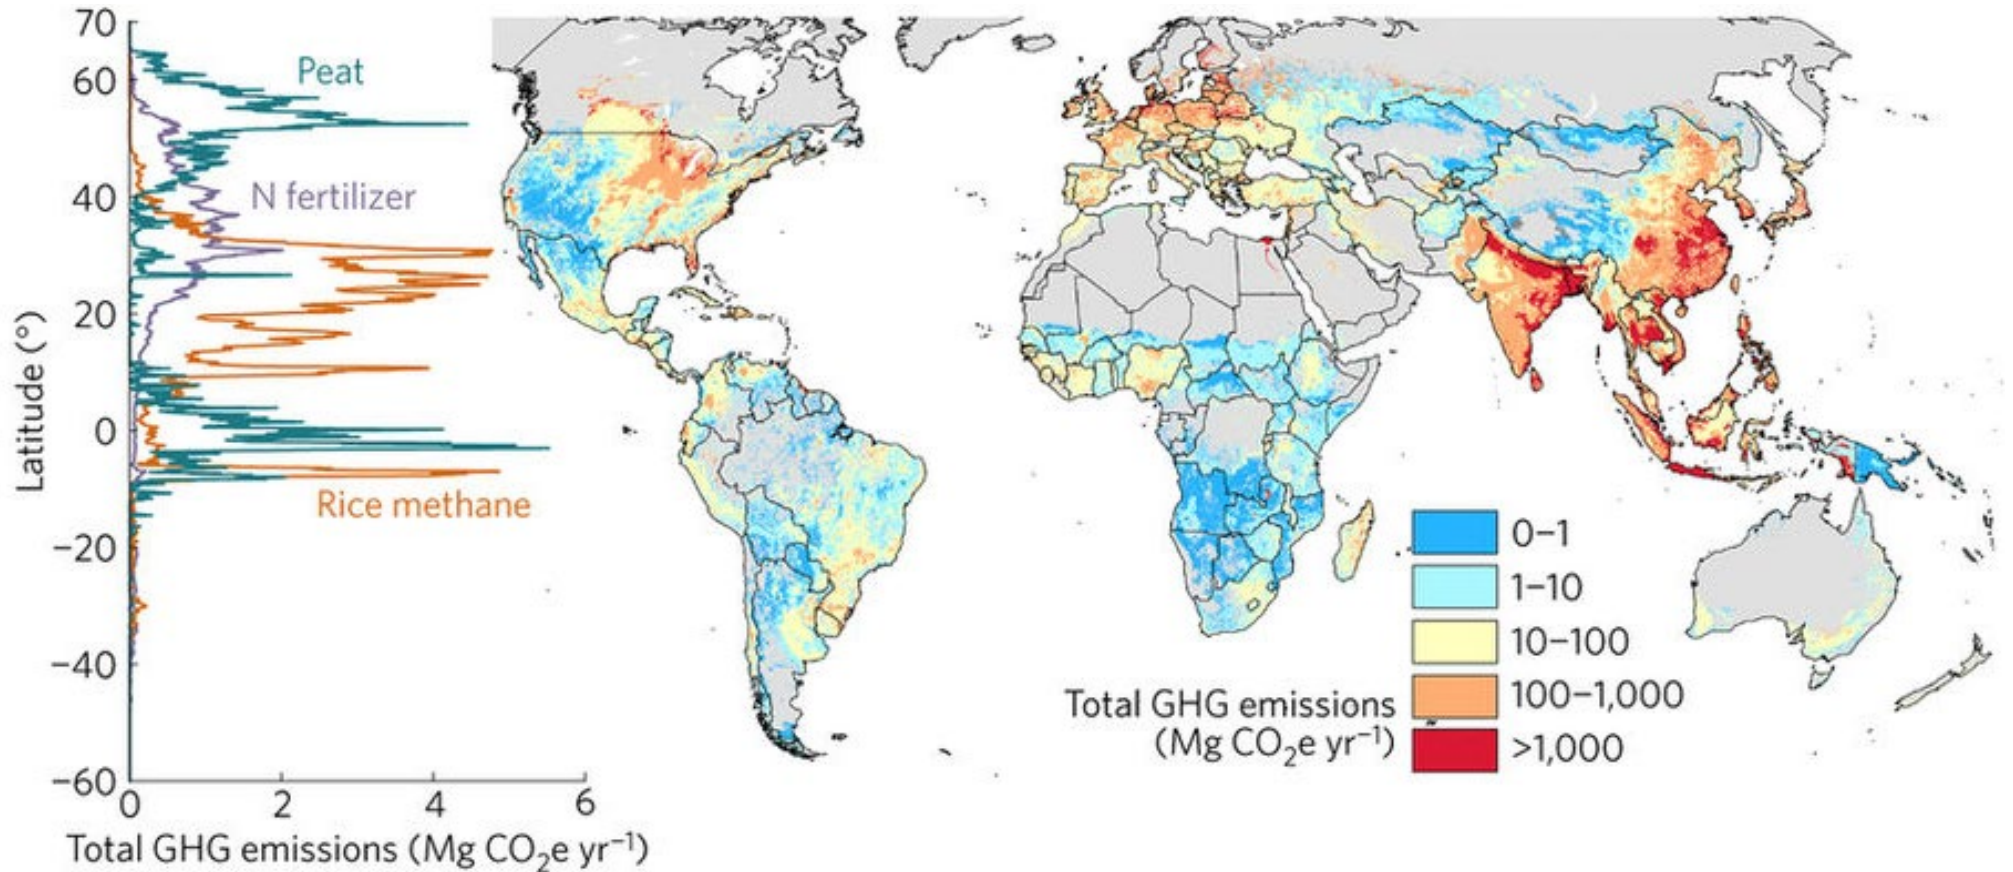 70
60
40
20
0
−20
−40
−60
Latitude (°)
Peat
N fertilizer
Rice methane
0 2 4 6
Total GHG emissions (Mg CO₂e yr⁻¹)
Total GHG emissions
(Mg CO₂e yr⁻¹)
0–1
1–10
10–100
100–1,000
>1,000